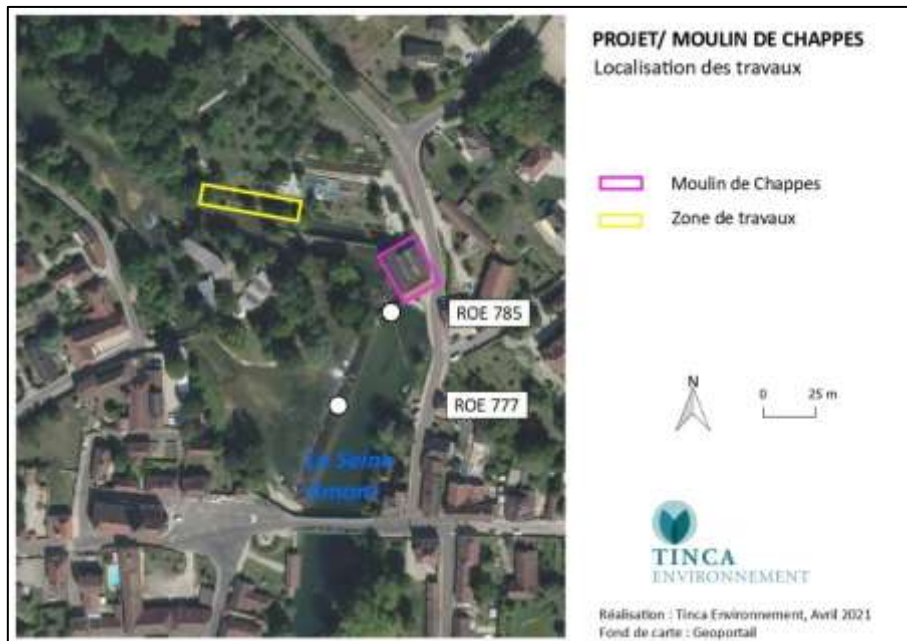 PROJET/ MOULIN DE CHAPPES
Localisation des travaux
Moulin de Chappes
Zone de travaux
ROE 785
ROE 777
La Seine
Amont
N
0 25 m
TINCA
ENVIRONNEMENT
Réalisation : Tinca Environnement, Avril 2021
Fond de carte : Geoportail